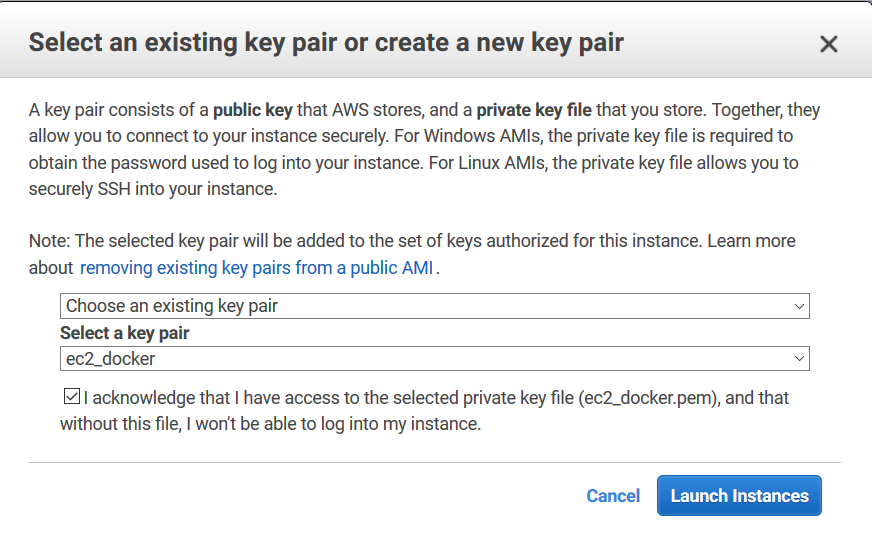 Select an existing key pair or create a new key pair
A key pair consists of a public key that AWS stores, and a private key file that you store. Together, they
allow you to connect to your instance securely. For Windows AMIs, the private key file is required to
obtain the password used to log into your instance. For Linux AMIs, the private key file allows you to
securely SSH into your instance.
Note: The selected key pair will be added to the set of keys authorized for this instance. Learn more
about removing existing key pairs from a public AMI.
Choose an existing key pair
Select a key pair
ec2_docker
I acknowledge that I have access to the selected private key file (ec2_docker.pem), and that
without this file, I won't be able to log into my instance.
Cancel Launch Instances